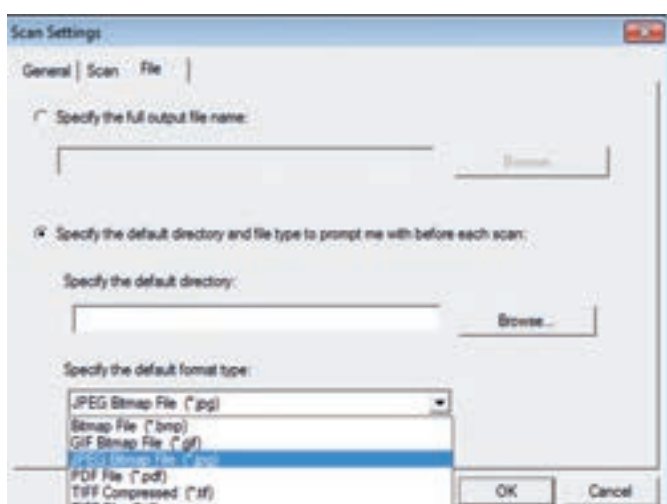 Scan Settings
General Scan File
Specify the full output file name:
Browse...
Specify the default directory and file type to prompt me with before each scan:
Specify the default directory:
Browse...
Specify the default format type:
JPEG Bitmap File (*.jpg)
Bitmap File (*.bmp)
GIF Bitmap File (*.gif)
JPEG Bitmap File (*.jpg)
PDF File (*.pdf)
TIFF Compressed (*.tif)
OK Cancel